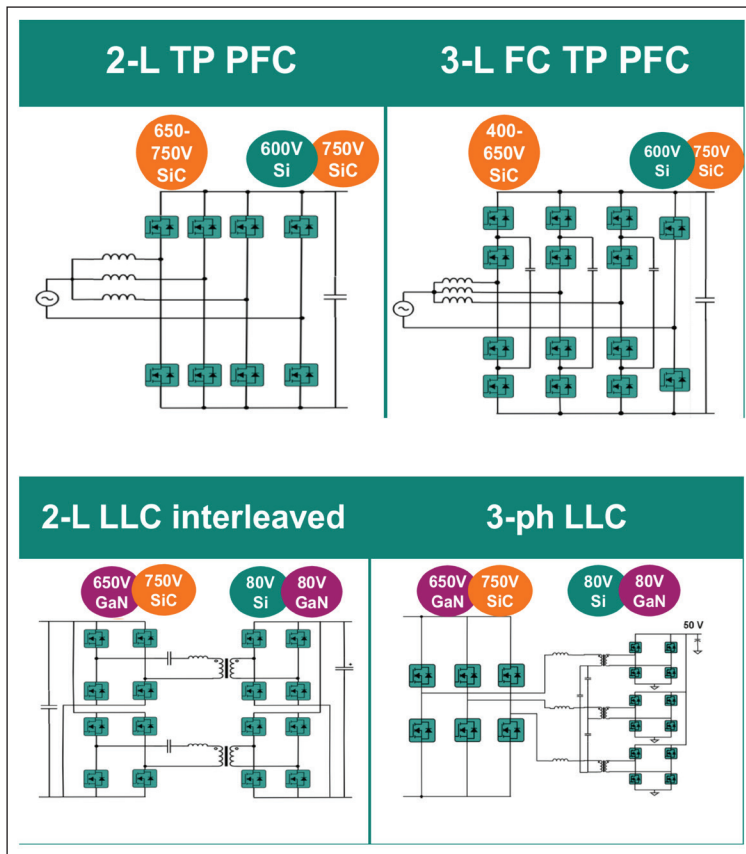 2-L TP PFC
3-L FC TP PFC
650-
750V
SiC
600V
Si
750V
SiC
400-
650V
SiC
600V
Si
750V
SiC
2-L LLC interleaved
3-ph LLC
650V
GaN
750V
SiC
80V
Si
80V
GaN
650V
GaN
750V
SiC
80V
Si
80V
GaN
50 V